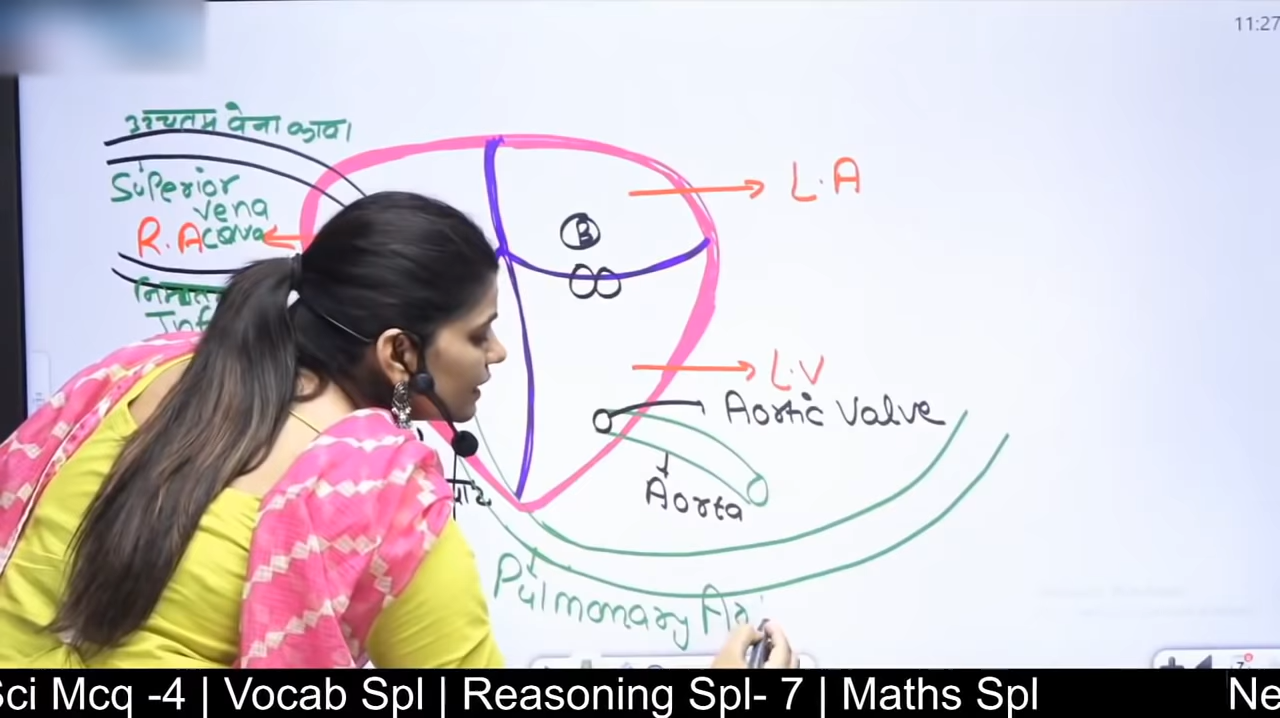 11:27
उच्चतम वेना कावा
Superior
vena
cava
R.A
L.A
B
L.V
Aortic Valve
Aorta
Pulmonary
Sci Mcq -4 | Vocab Spl | Reasoning Spl- 7 | Maths Spl